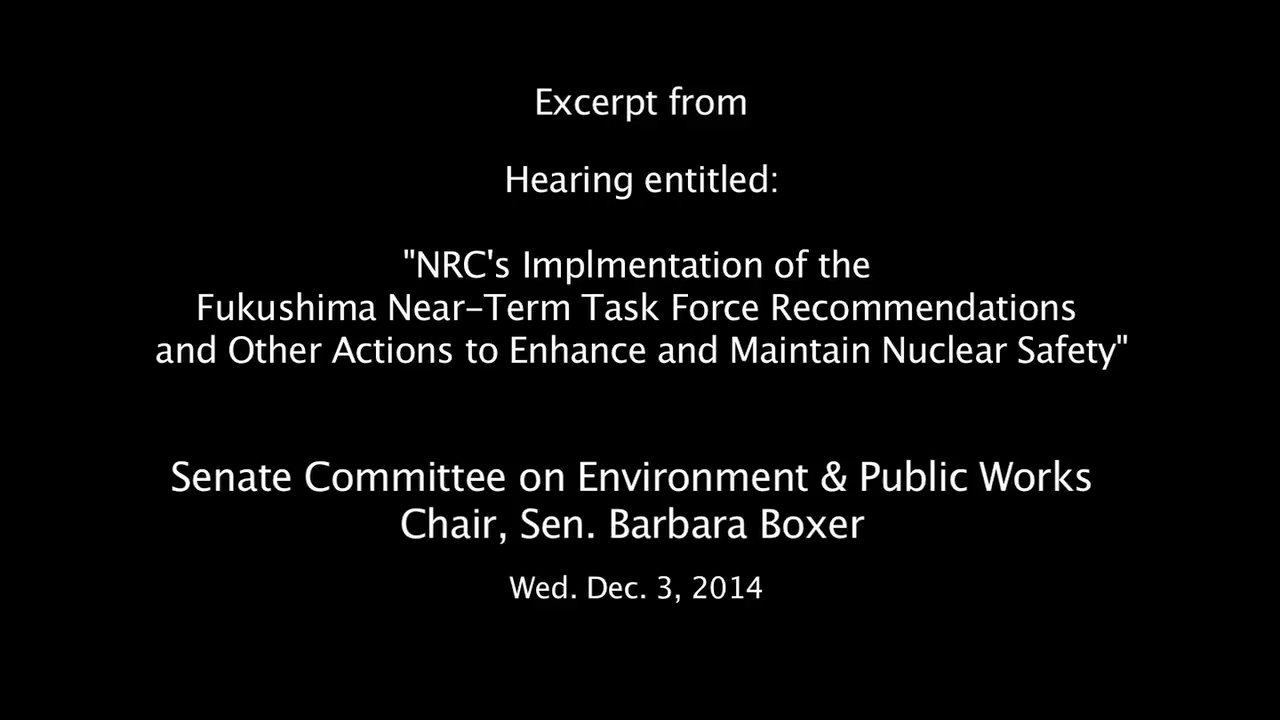 Excerpt from
Hearing entitled:
"NRC's Implmentation of the
Fukushima Near-Term Task Force Recommendations
and Other Actions to Enhance and Maintain Nuclear Safety"
Senate Committee on Environment & Public Works
Chair, Sen. Barbara Boxer
Wed. Dec. 3, 2014